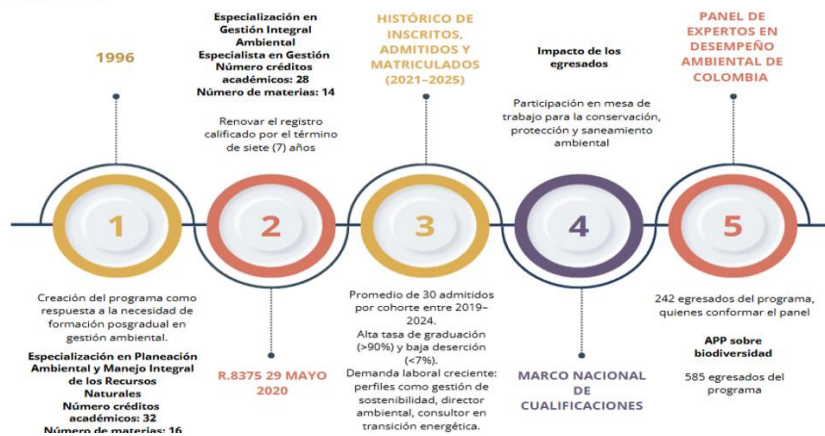 1996
1
Creación del programa como
respuesta a la necesidad de
formación posgradual en
gestión ambiental.
Especialización en Planeación
Ambiental y Manejo Integral
de los Recursos
Naturales
Número créditos
académicos: 32
Número de materias: 16
Especialización en
Gestión Integral
Ambiental
Especialista en Gestión
Número créditos
académicos: 28
Número de materias: 14
Renovar el registro
calificado por el término
de siete (7) años
2
R.8375 29 MAYO
2020
HISTÓRICO DE
INSCRITOS,
ADMITIDOS Y
MATRICULADOS
(2021–2025)
3
Promedio de 30 admitidos
por cohorte entre 2019–
2024.
Alta tasa de graduación
(>90%) y baja deserción
(<7%).
Demanda laboral creciente:
perfiles como gestión de
sostenibilidad, director
ambiental, consultor en
transición energética.
Impacto de los
egresados
Participación en mesa de
trabajo para la conservación,
protección y saneamiento
ambiental
4
MARCO NACIONAL
DE
CUALIFICACIONES
PANEL DE
EXPERTOS EN
DESEMPEÑO
AMBIENTAL DE
COLOMBIA
5
242 egresados del programa,
quienes conformar el panel
APP sobre
biodiversidad
585 egresados del
programa